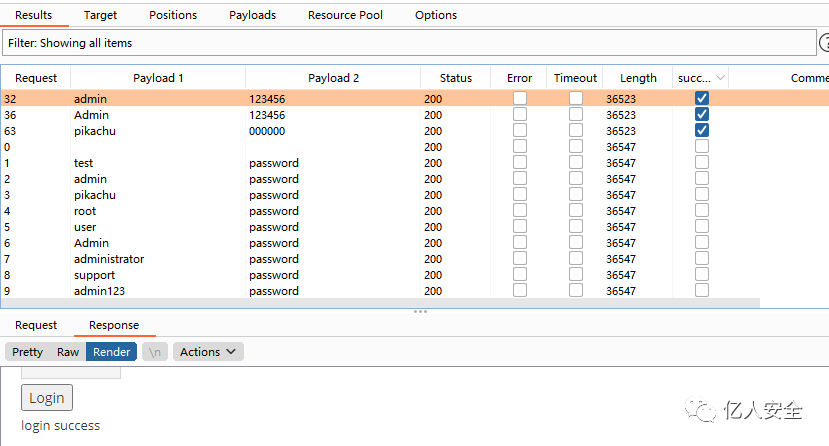 Results Target Positions Payloads Resource Pool Options
Filter: Showing all items
Request Payload 1 Payload 2 Status Error Timeout Length succ... Comme
32 admin 123456 200 36523
36 Admin 123456 200 36523
63 pikachu 000000 200 36523
0 200 36547
1 test password 200 36547
2 admin password 200 36547
3 pikachu password 200 36547
4 root password 200 36547
5 user password 200 36547
6 Admin password 200 36547
7 administrator password 200 36547
8 support password 200 36547
9 admin123 password 200 36547
Request Response
Pretty Raw Render \n Actions
Login
login success
亿人安全